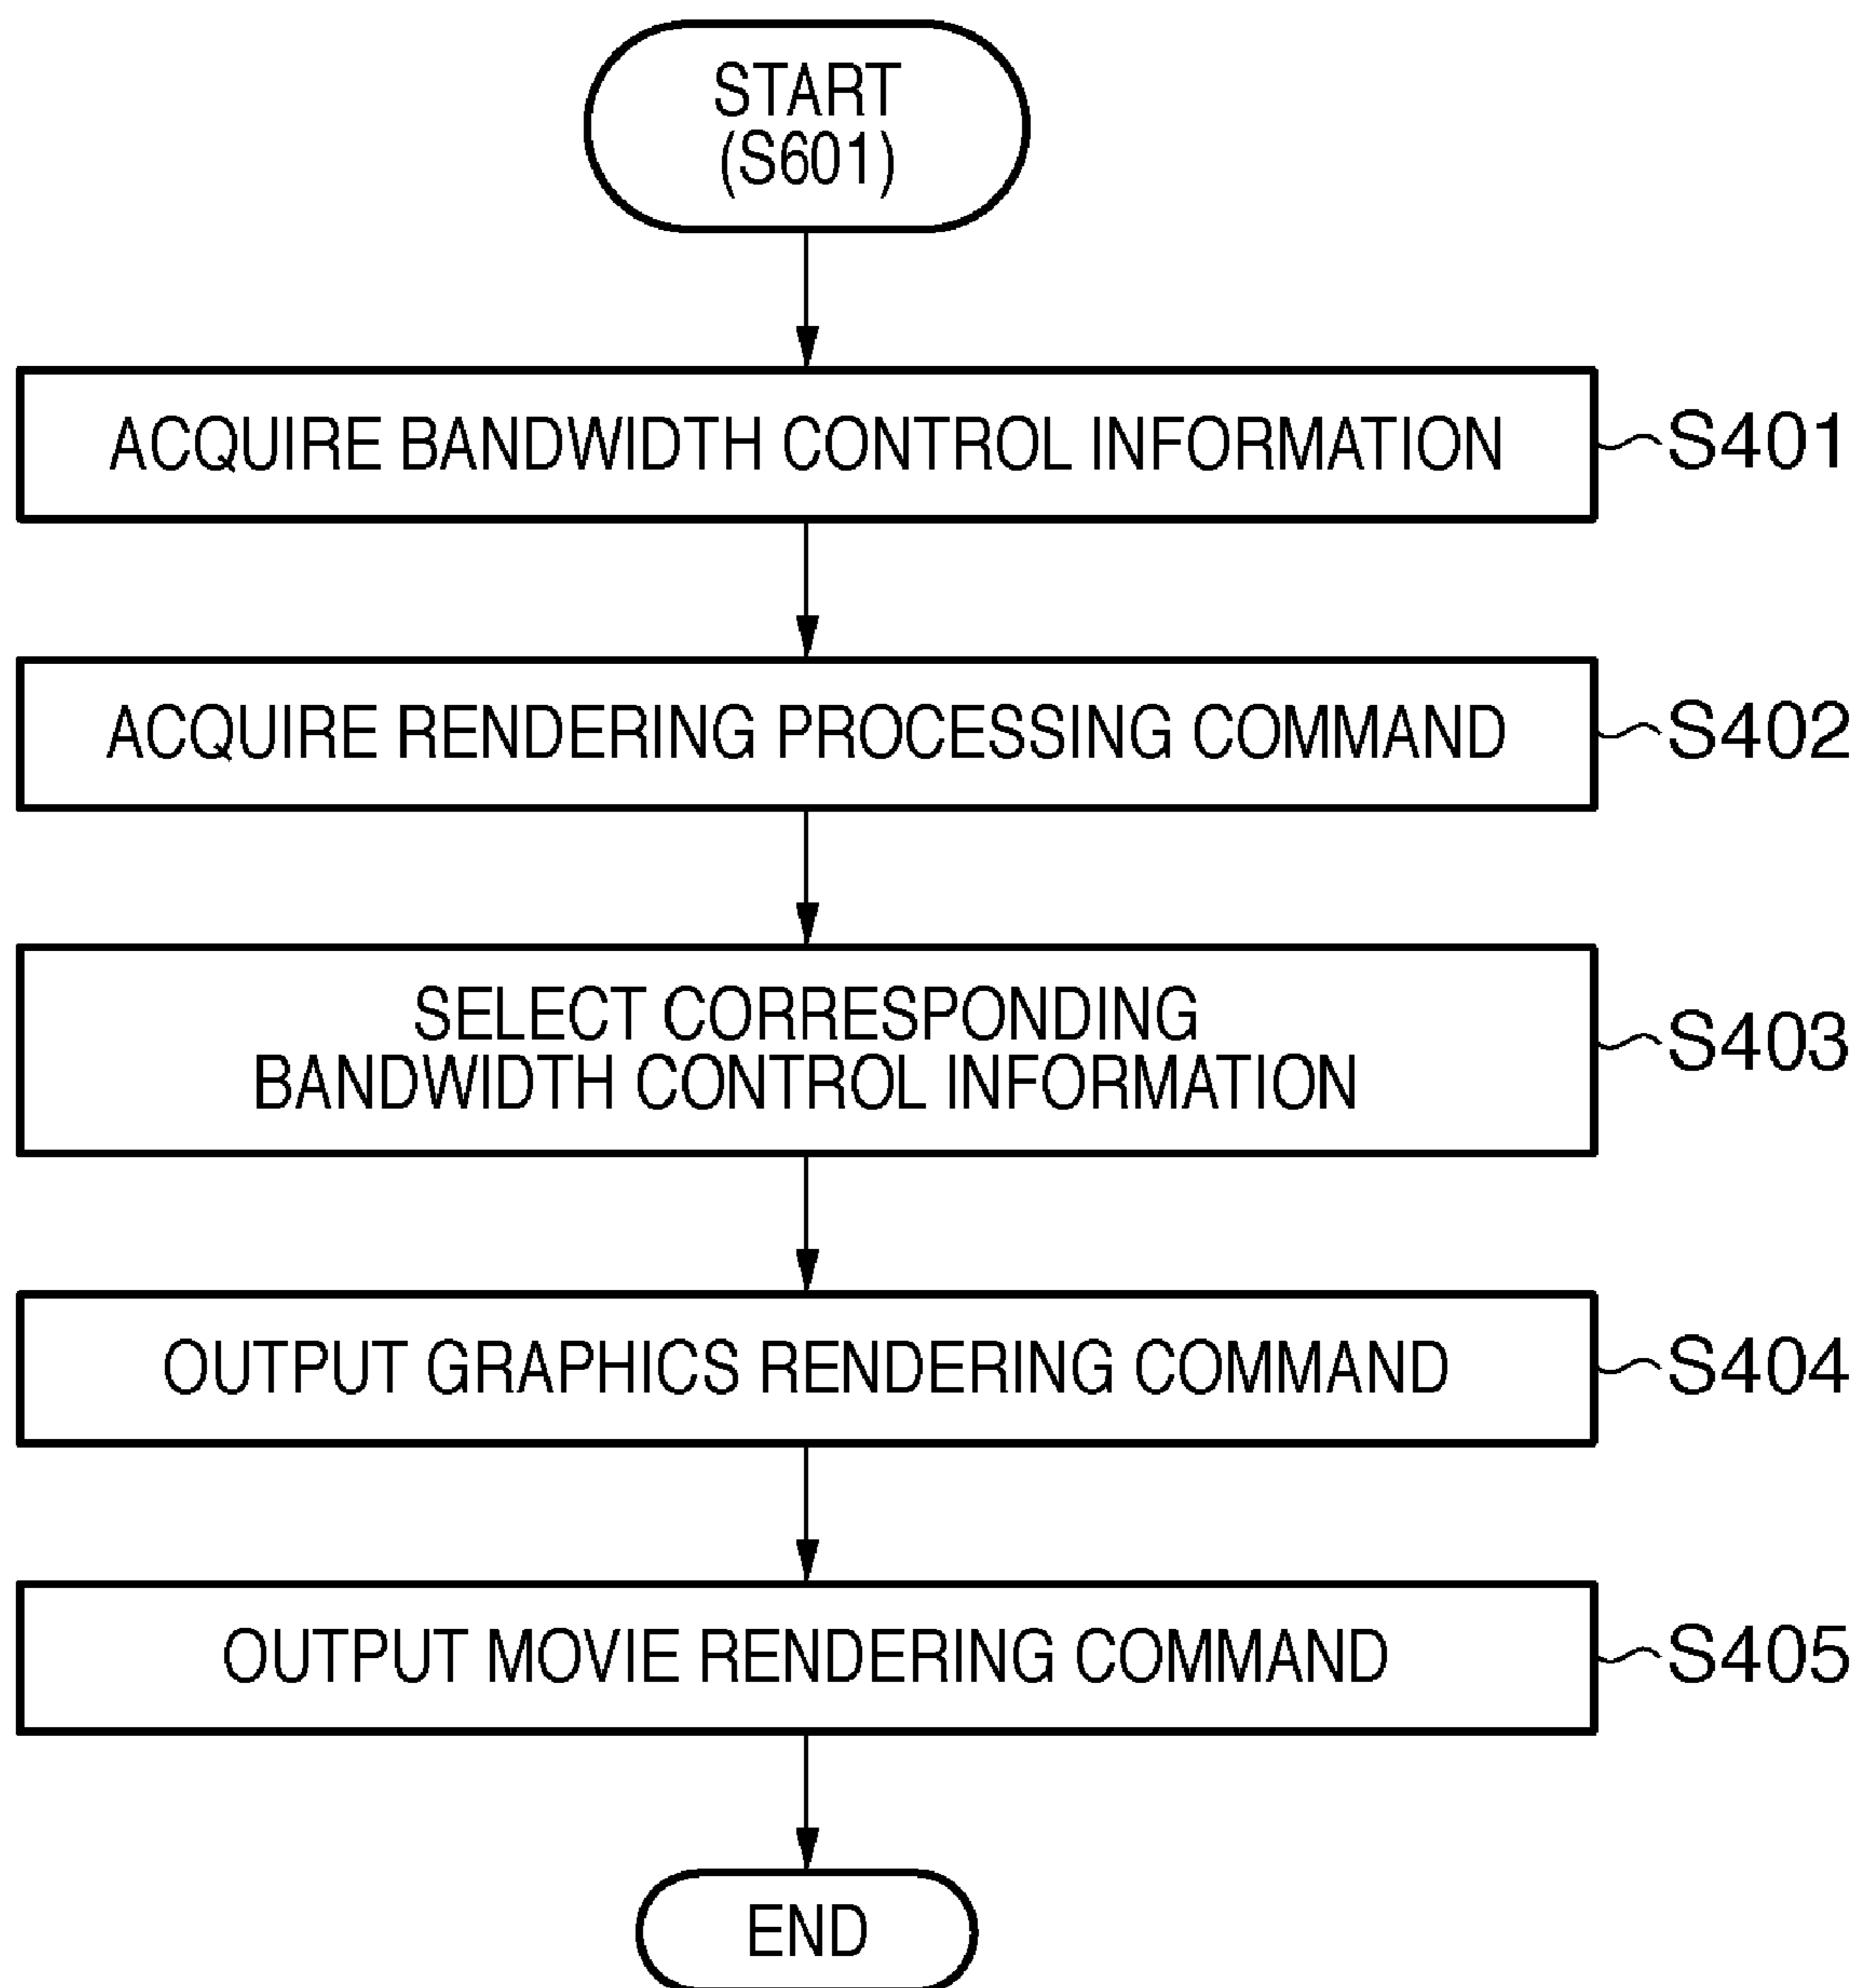 START
(S601)
ACQUIRE BANDWIDTH CONTROL INFORMATION
S401
ACQUIRE RENDERING PROCESSING COMMAND
S402
SELECT CORRESPONDING
BANDWIDTH CONTROL INFORMATION
S403
OUTPUT GRAPHICS RENDERING COMMAND
S404
OUTPUT MOVIE RENDERING COMMAND
S405
END